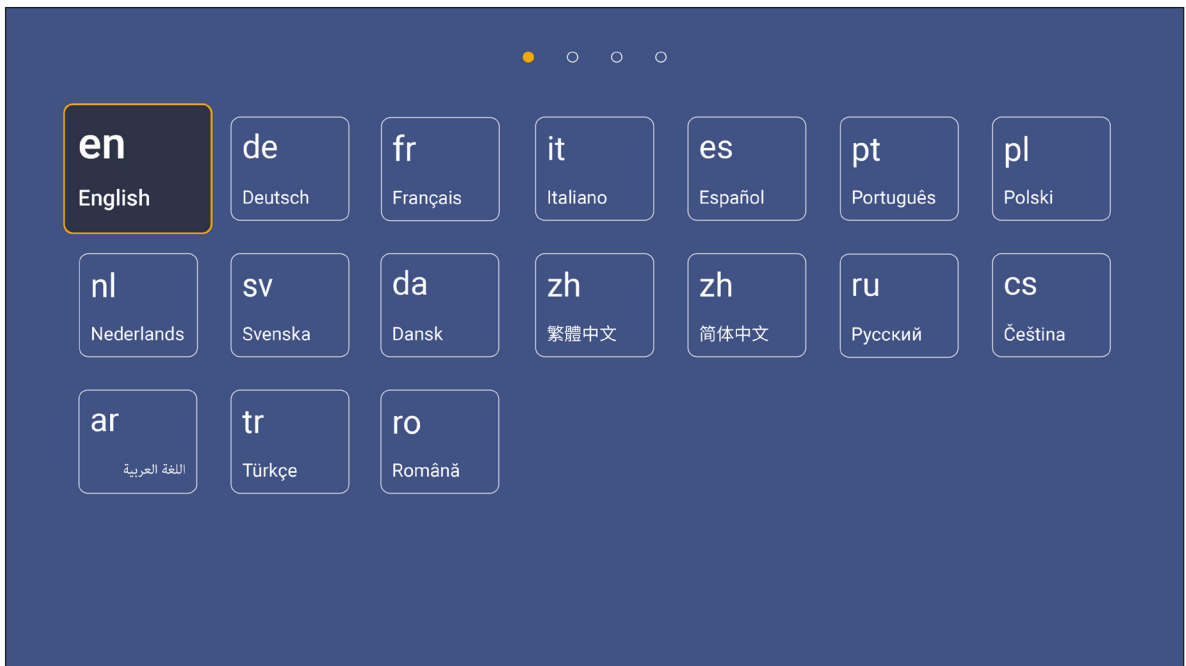 en
English
de
Deutsch
fr
Français
it
Italiano
es
Español
pt
Português
pl
Polski
nl
Nederlands
sv
Svenska
da
Dansk
zh
繁體中文
zh
简体中文
ru
Русский
cs
Čeština
ar
اللغة العربية
tr
Türkçe
ro
Română